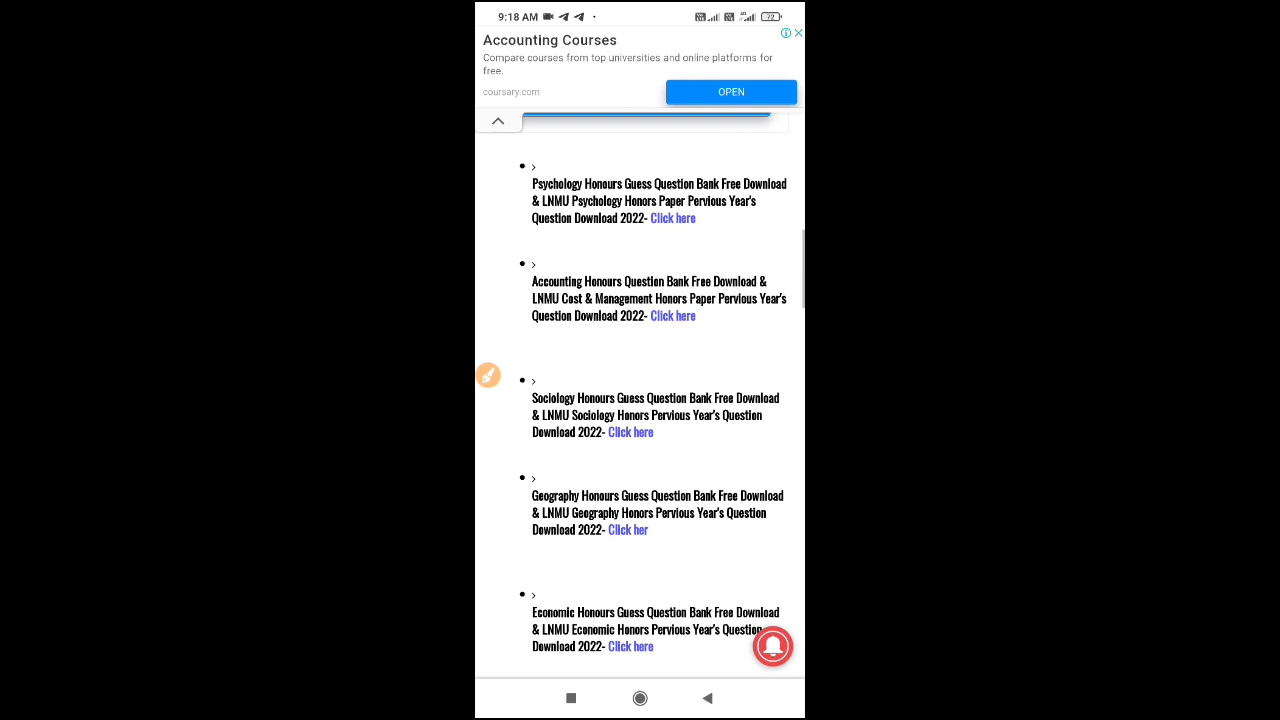 9:18 AM
72
Accounting Courses
Compare courses from top universities and online platforms for
free.
coursary.com
OPEN
Psychology Honours Guess Question Bank Free Download
& LNMU Psychology Honors Paper Pervious Year's
Question Download 2022- Click here
Accounting Honours Question Bank Free Download &
LNMU Cost & Management Honors Paper Pervious Year's
Question Download 2022- Click here
Sociology Honours Guess Question Bank Free Download
& LNMU Sociology Honors Pervious Year's Question
Download 2022- Click here
Geography Honours Guess Question Bank Free Download
& LNMU Geography Honors Pervious Year's Question
Download 2022- Click her
Economic Honours Guess Question Bank Free Download
& LNMU Economic Honors Pervious Year's Question
Download 2022- Click here